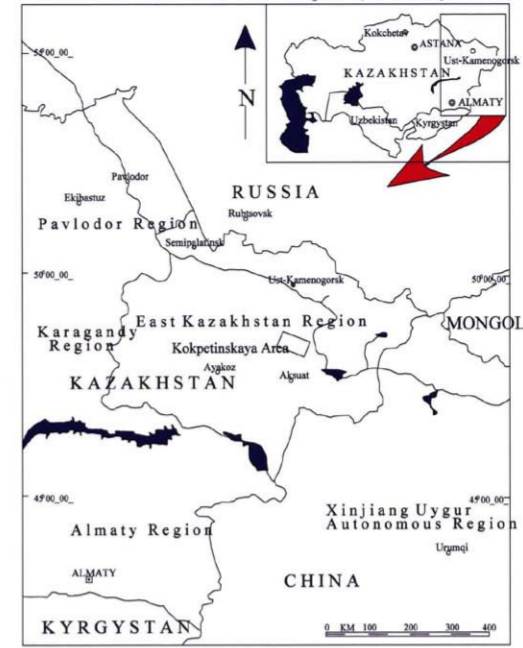 Kokchetav
ASTANA
Ust-Kamenogorsk
KAZAKHSTAN
ALMATY
Uzbekistan
Kyrgystan
N
55°00_00_
Pavlodor
Ekibastuz
RUSSIA
Rubtsovsk
Pavlodor Region
Semipalatinsk
50°00_00_
50°00_00_
Ust-Kamenogorsk
East Kazakhstan Region
MONGOL
Karagandy
Region
Kokpetinskaya Area
Ayakoz
Aksuat
KAZAKHSTAN
45°00_00_
45°00_00_
Xinjiang Uygur
Autonomous Region
Almaty Region
Urumqi
ALMATY
CHINA
KYRGYSTAN
0 KM 100 200 300 400